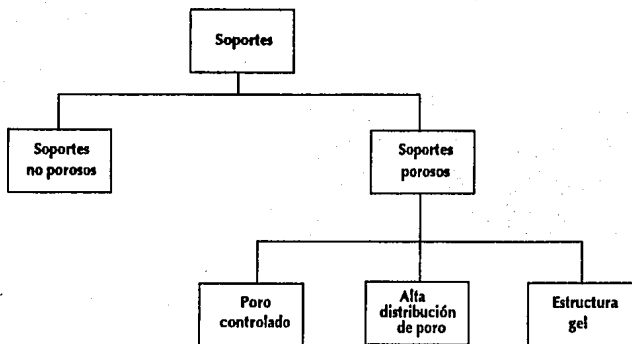 Soportes
Soportes
no porosos
Soportes
porosos
Poro
controlado
Alta
distribución
de poro
Estructura
gel